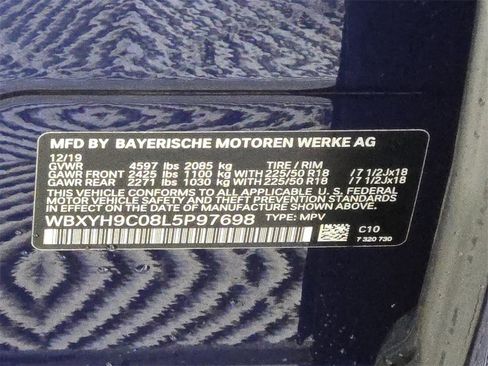 MFD BY BAYERISCHE MOTOREN WERKE AG
12/19
GVWR 4597 lbs 2085 kg TIRE / RIM
GAWR FRONT 2425 lbs 1100 kg WITH 225/50 R18 / 7 1/2Jx18
GAWR REAR 2271 lbs 1030 kg WITH 225/50 R18 / 7 1/2Jx18
THIS VEHICLE CONFORMS TO ALL APPLICABLE U.S. FEDERAL
MOTOR VEHICLE SAFETY, BUMPER, AND THEFT PREVENTION
STANDARDS IN EFFECT ON THE DATE OF MANUFACTURE SHOWN ABOVE.
WBXYH9C08L5P97698 TYPE: MPV
C10
7 320 730